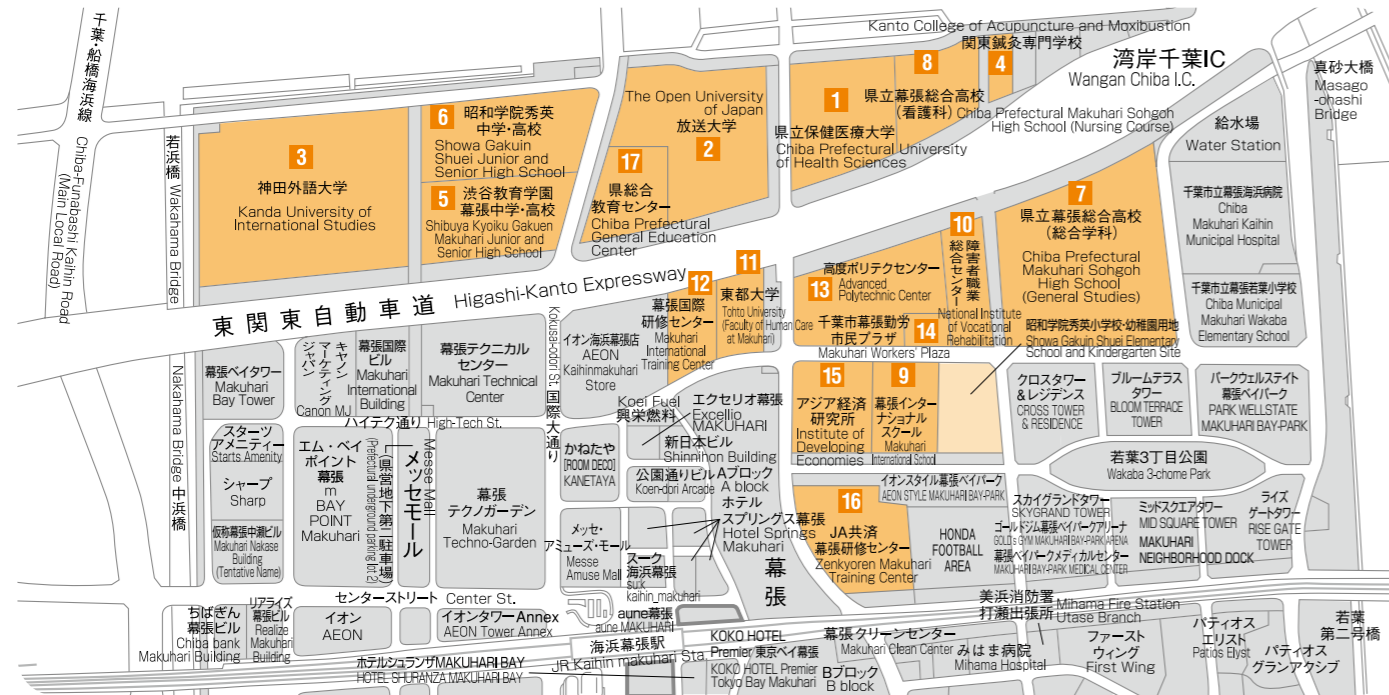 千葉・船橋海浜線
Chiba-Funabashi Kaihin Road
(Main Local Road)
若浜橋 Wakahama Bridge
3
神田外語大学
Kanda University of
International Studies
6
昭和学院秀英
中学・高校
Showa Gakuin
Shuei Junior and
Senior High School
5
渋谷教育学園
幕張中学・高校
Shibuya Kyoiku Gakuen
Makuhari Junior and
Senior High School
The Open University
of Japan
放送大学
2
17
県総合
教育センター
Chiba Prefectural
General Education
Center
1
県立保健医療大学
Chiba Prefectural University
of Health Sciences
Kanto College of Acupuncture and Moxibustion
関東鍼灸専門学校
8
4
県立幕張総合高校
(看護科)
Chiba Prefectural Makuhari Sohgoh
High School (Nursing Course)
湾岸千葉IC
Wangan Chiba I.C.
真砂大橋
Masago
-ohashi
Bridge
給水場
Water Station
千葉市立幕張海浜病院
Chiba
Makuhari Kaihin
Municipal Hospital
千葉市立幕張若葉小学校
Chiba Municipal
Makuhari Wakaba
Elementary School
7
県立幕張総合高校
(総合学科)
Chiba Prefectural
Makuhari Sohgoh
High School
(General Studies)
10
障害者職業
総合センター
National Institute
of Vocational
Rehabilitation
昭和学院秀英小学校・幼稚園用地
Showa Gakuin Shuei Elementary
School and Kindergarten Site
東関東自動車道 Higashi-Kanto Expressway
12
幕張国際
研修センター
Makuhari
International
Training Center
11
東都大学
Tohto University
(Faculty of Human Care
at Makuhari)
高度ポリテクセンター
13
Advanced
Polytechnic Center
千葉市幕張勤労
市民プラザ
14
Makuhari Workers' Plaza
Nakahama Bridge 中浜橋
幕張ベイタワー
Makuhari
Bay Tower
キヤノン
マーケティング
ジャパン
Canon MJ
幕張国際
ビル
Makuhari
International
Building
幕張テクニカル
センター
Makuhari Technical
Center
Kokusai-odori St. 国際大通り
イオン海浜幕張店
AEON
Kaihinmakuhari
Store
ハイテク通り High-Tech St.
Koei Fuel
興栄燃料
エクセリオ幕張
Excellio
MAKUHARI
新日本ビル
Shinnihon Building
15
アジア経済
研究所
Institute of
Developing
Economies
9
幕張インター
ナショナル
スクール
Makuhari
International School
クロスタワー
&レジデンス
CROSS TOWER
& RESIDENCE
ブルームテラス
タワー
BLOOM TERRACE
TOWER
パークウェルステイト
幕張ベイパーク
PARK WELLSTATE
MAKUHARI BAY-PARK
若葉3丁目公園
Wakaba 3-chome Park
スターツ
アメニティー
Starts Amenity
シャープ
Sharp
仮称幕張中瀬ビル
Makuhari Nakase
Building
(Tentative Name)
エム・ベイ
ポイント
幕張
m
BAY
POINT
Makuhari
(県営地下第二駐車場)
(Prefectural underground parking lot 2)
Messe Mall
メッセモール
幕張
テクノガーデン
Makuhari
Techno-Garden
かねたや
[ROOM DECO]
KANETAYA
公園通りビル
Koen-dori Arcade
メッセ・
アミューズ・モール
Messe
Amuse Mall
スーク
海浜幕張
suk
kaihin_makuhari
Aブロック
A block
ホテル
スプリングス幕張
Hotel Springs
Makuhari
幕張
16
JA共済
幕張研修センター
Zenkyoren Makuhari
Training Center
イオンスタイル幕張ベイパーク
AEON STYLE MAKUHARI BAY-PARK
HONDA
FOOTBALL
AREA
スカイグランドタワー
SKYGRAND TOWER
ゴールドジム幕張ベイパークアリーナ
GOLD's GYM MAKUHARI BAY-PARK ARENA
幕張ベイパークメディカルセンター
MAKUHARI BAY-PARK MEDICAL CENTER
ミッドスクエアタワー
MID SQUARE TOWER
MAKUHARI
NEIGHBORHOOD DOCK
ライズ
ゲートタワー
RISE GATE
TOWER
センターストリート Center St.
ちばぎん
幕張ビル
Chiba bank
Makuhari Building
リアライズ
幕張ビル
Realize
Makuhari
Building
イオン
AEON
イオンタワーAnnex
AEON Tower Annex
aune幕張
aune MAKUHARI
海浜幕張駅
JR Kaihin makuhari Sta.
ホテルシュランザMAKUHARI BAY
HOTEL SHURANZA MAKUHARI BAY
KOKO HOTEL
Premier 東京ベイ幕張
KOKO HOTEL Premier
Tokyo Bay Makuhari
幕張クリーンセンター
Makuhari Clean Center
Bブロック
B block
みはま病院
Mihama Hospital
美浜消防署
打瀬出張所
Mihama Fire Station
Utase Branch
ファースト
ウィング
First Wing
パティオス
エリスト
Patios Elyst
パティオス
グランアクシブ
若葉
第二号橋